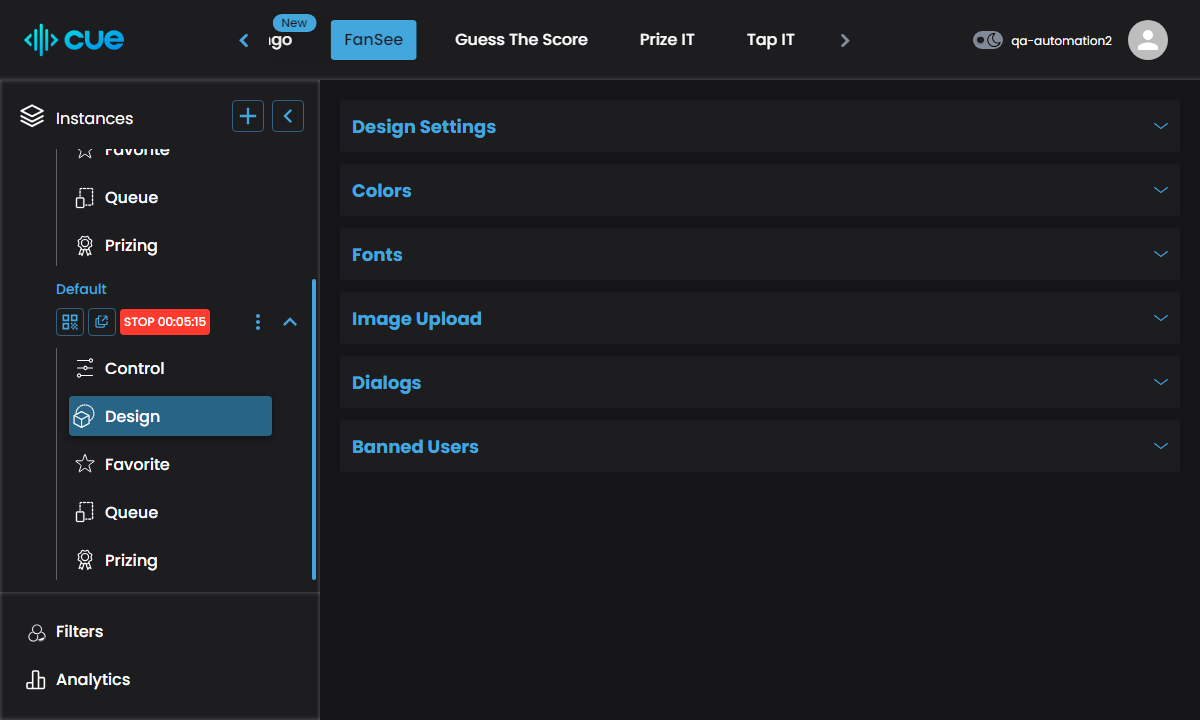 cue
New
FanSee
Guess The Score
Prize IT
Tap IT
qa-automation2
Instances
Favorite
Queue
Prizing
Default
STOP 00:05:15
Control
Design
Favorite
Queue
Prizing
Filters
Analytics
Design Settings
Colors
Fonts
Image Upload
Dialogs
Banned Users